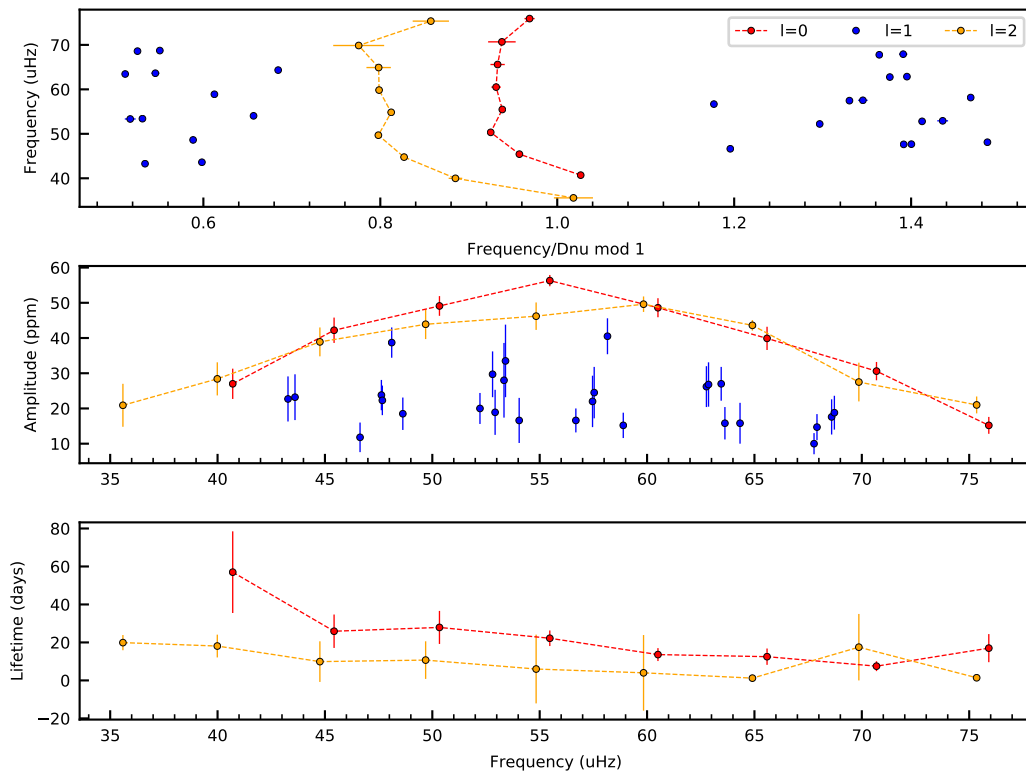 l=0 l=1 l=2
Frequency (uHz)
70
60
50
40
0.6 0.8 1.0 1.2 1.4
Frequency/Dnu mod 1
Amplitude (ppm)
60
50
40
30
20
10
35 40 45 50 55 60 65 70 75
Lifetime (days)
80
60
40
20
0
−20
35 40 45 50 55 60 65 70 75
Frequency (uHz)